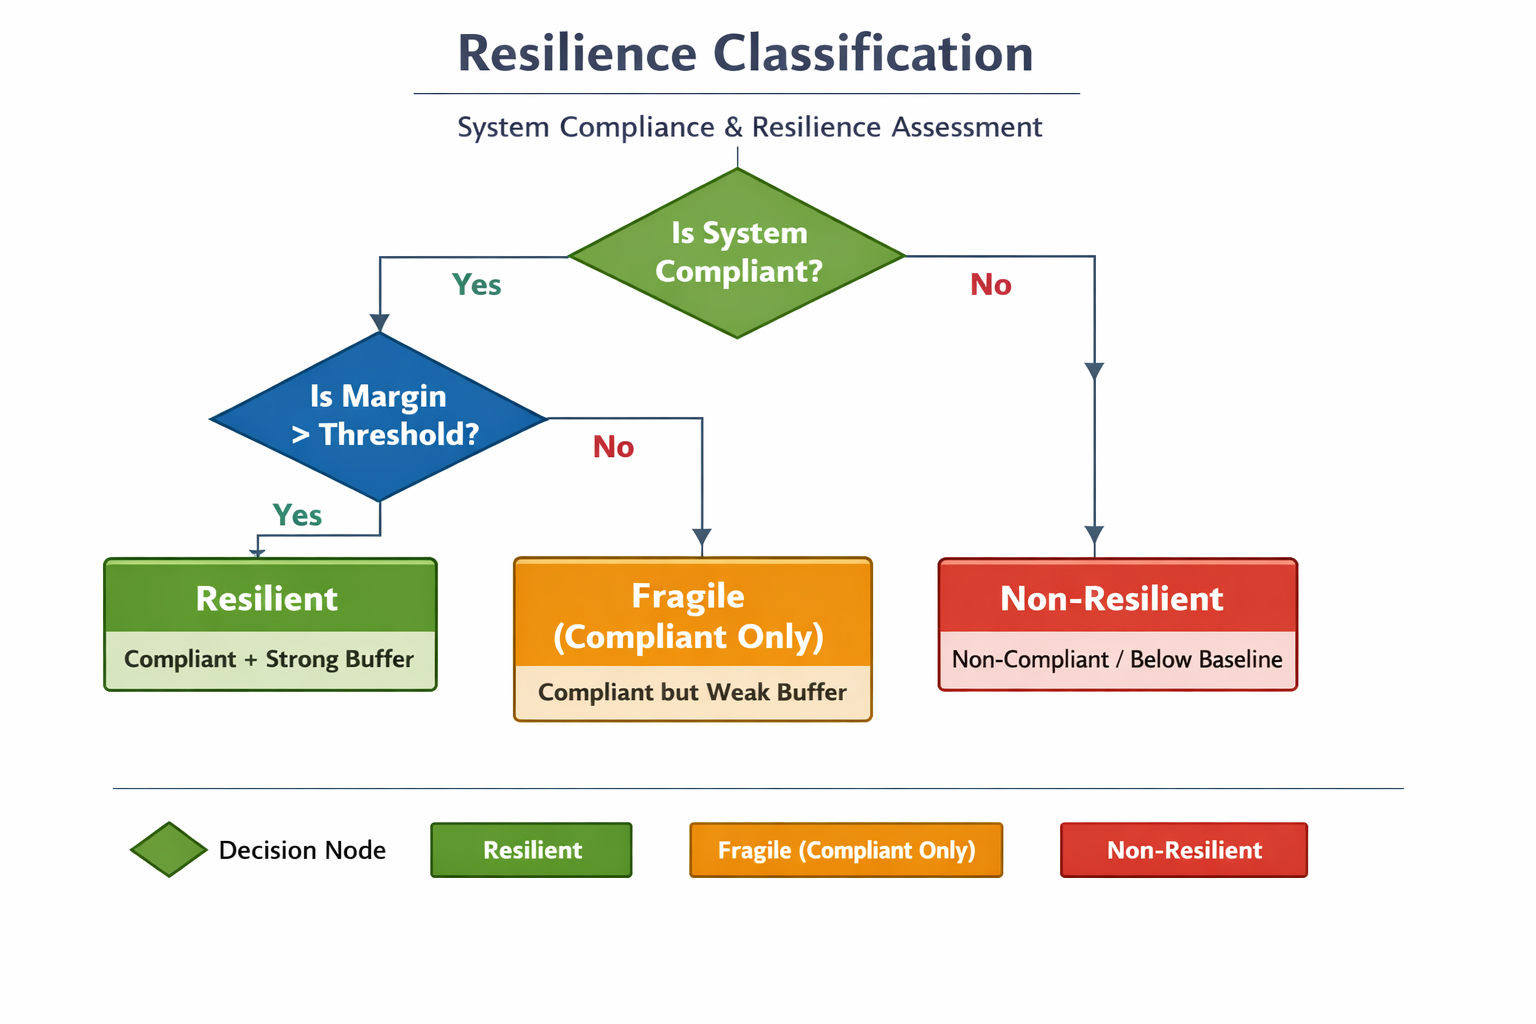 Resilience Classification
System Compliance & Resilience Assessment
Is System
Compliant?
Yes
No
Is Margin
> Threshold?
No
Yes
Resilient
Compliant + Strong Buffer
Fragile
(Compliant Only)
Compliant but Weak Buffer
Non-Resilient
Non-Compliant / Below Baseline
Decision Node
Resilient
Fragile (Compliant Only)
Non-Resilient